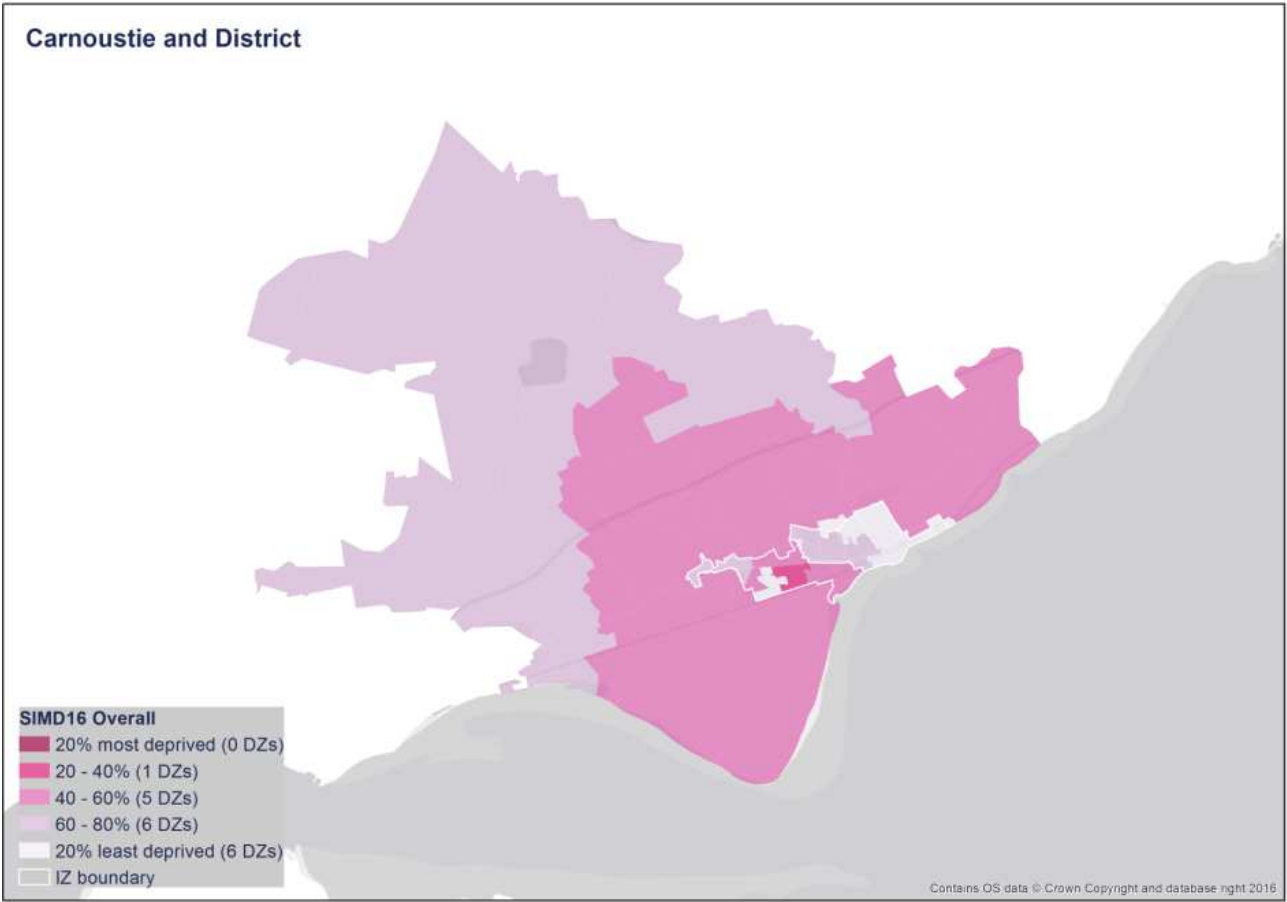 Carnoustie and District
SIMD16 Overall
20% most deprived (0 DZs)
20 - 40% (1 DZs)
40 - 60% (5 DZs)
60 - 80% (6 DZs)
20% least deprived (6 DZs)
IZ boundary
Contains OS data © Crown Copyright and database right 2016